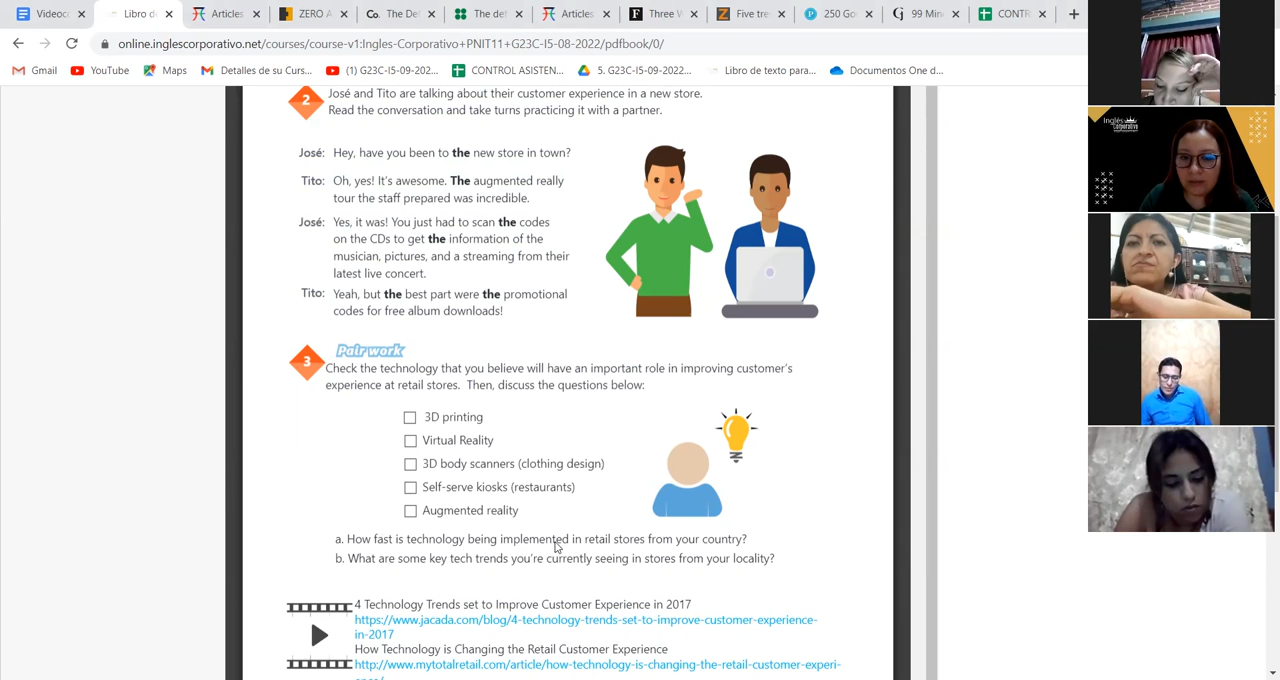 Videoco
Libro de
Articles
ZERO A
Co. The De
The def
Articles
Three W
Five tre
250 Go
99 Min
CONTR
online.inglescorporativo.net/courses/course-v1:Ingles-Corporativo+PNIT11+G23C-I5-08-2022/pdfbook/0/
Gmail
YouTube
Maps
Detalles de su Curs...
(1) G23C-I5-09-202...
CONTROL ASISTEN...
5. G23C-I5-09-2022...
Libro de texto para...
Documentos One d...
2
José and Tito are talking about their customer experience in a new store.
Read the conversation and take turns practicing it with a partner.
José: Hey, have you been to the new store in town?
Tito: Oh, yes! It's awesome. The augmented really
tour the staff prepared was incredible.
José: Yes, it was! You just had to scan the codes
on the CDs to get the information of the
musician, pictures, and a streaming from their
latest live concert.
Tito: Yeah, but the best part were the promotional
codes for free album downloads!
3
Pair work
Check the technology that you believe will have an important role in improving customer's
experience at retail stores. Then, discuss the questions below:
3D printing
Virtual Reality
3D body scanners (clothing design)
Self-serve kiosks (restaurants)
Augmented reality
a. How fast is technology being implemented in retail stores from your country?
b. What are some key tech trends you're currently seeing in stores from your locality?
4 Technology Trends set to Improve Customer Experience in 2017
https://www.jacada.com/blog/4-technology-trends-set-to-improve-customer-experience-
in-2017
How Technology is Changing the Retail Customer Experience
http://www.mytotalretail.com/article/how-technology-is-changing-the-retail-customer-experi-
Inglés
Corporativo